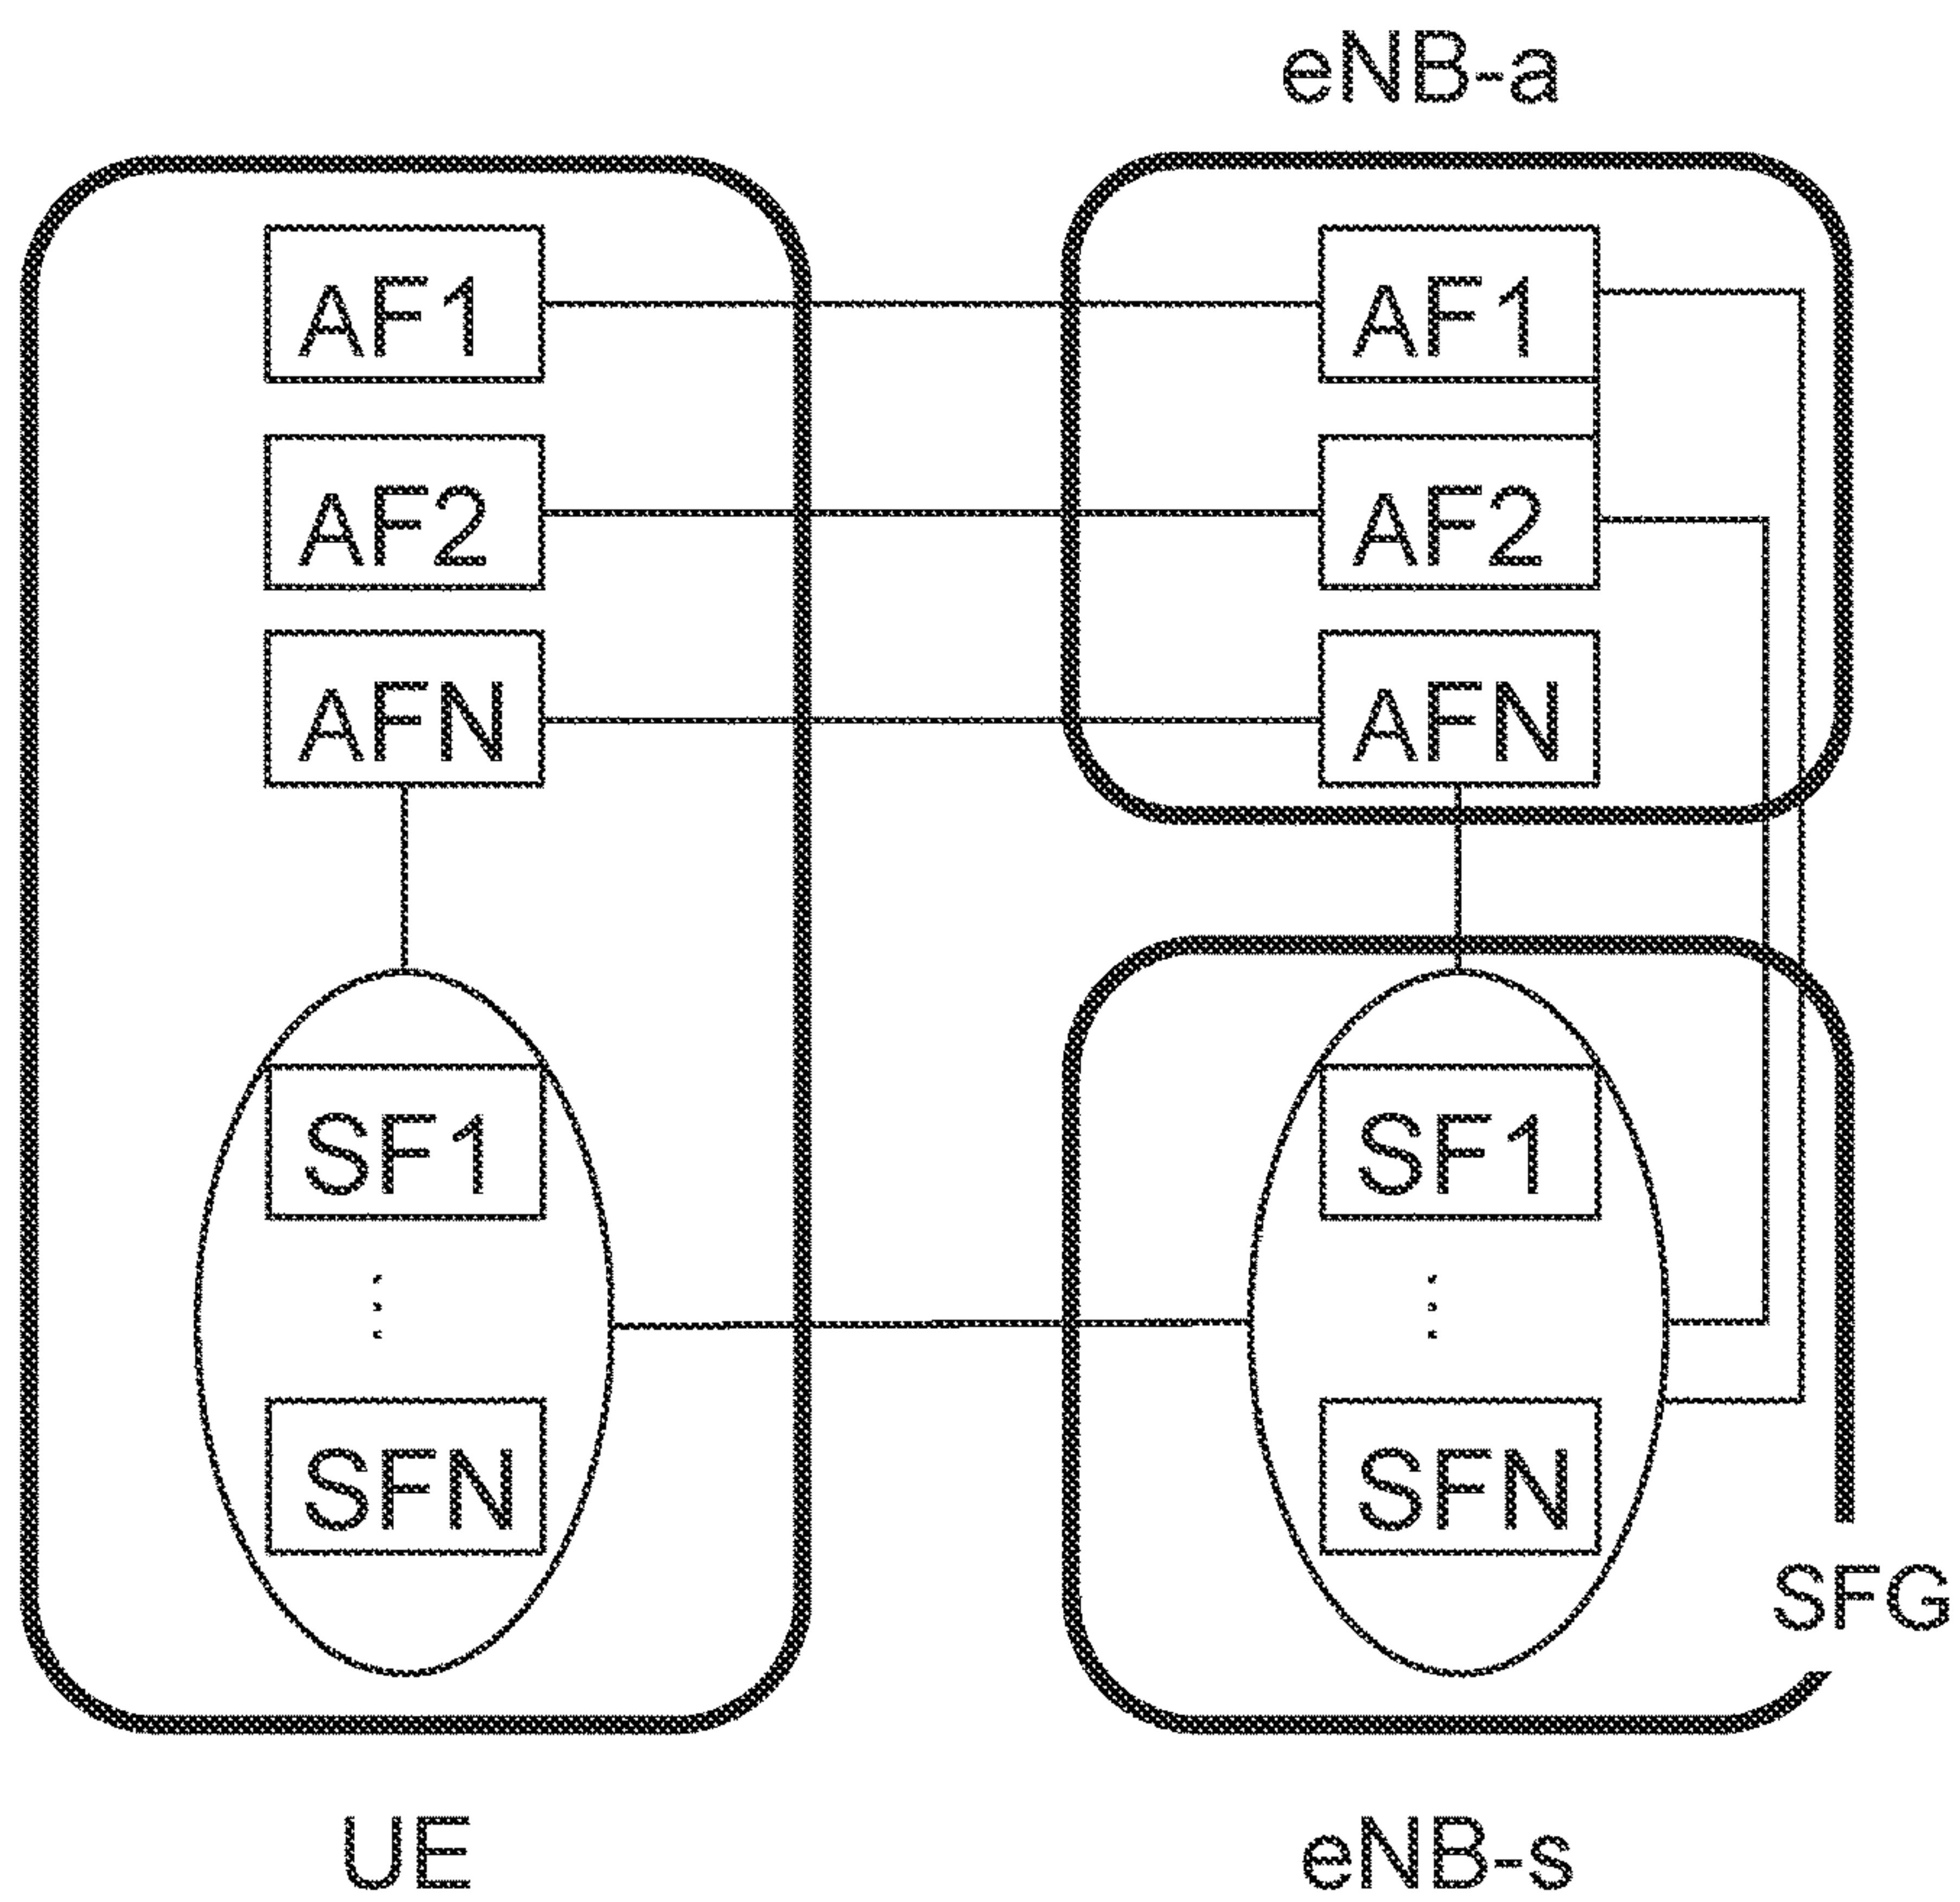 eNB-a
AF1
AF1
AF2
AF2
AFN
AFN
SF1
SF1
⋮
⋮
SFN
SFN
SFG
UE
eNB-s